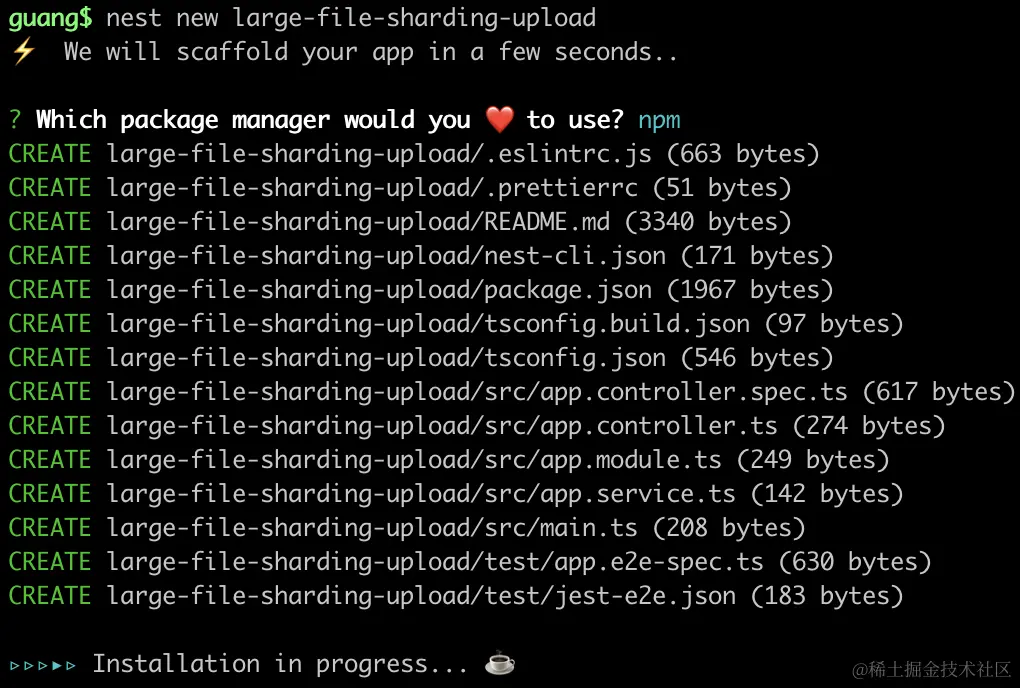 guang$ nest new large-file-sharding-upload
⚡ We will scaffold your app in a few seconds..
? Which package manager would you ❤️ to use? npm
CREATE large-file-sharding-upload/.eslintrc.js (663 bytes)
CREATE large-file-sharding-upload/.prettierrc (51 bytes)
CREATE large-file-sharding-upload/README.md (3340 bytes)
CREATE large-file-sharding-upload/nest-cli.json (171 bytes)
CREATE large-file-sharding-upload/package.json (1967 bytes)
CREATE large-file-sharding-upload/tsconfig.build.json (97 bytes)
CREATE large-file-sharding-upload/tsconfig.json (546 bytes)
CREATE large-file-sharding-upload/src/app.controller.spec.ts (617 bytes)
CREATE large-file-sharding-upload/src/app.controller.ts (274 bytes)
CREATE large-file-sharding-upload/src/app.module.ts (249 bytes)
CREATE large-file-sharding-upload/src/app.service.ts (142 bytes)
CREATE large-file-sharding-upload/src/main.ts (208 bytes)
CREATE large-file-sharding-upload/test/app.e2e-spec.ts (630 bytes)
CREATE large-file-sharding-upload/test/jest-e2e.json (183 bytes)
▹▹▹▸▹ Installation in progress... ☕
@稀土掘金技术社区